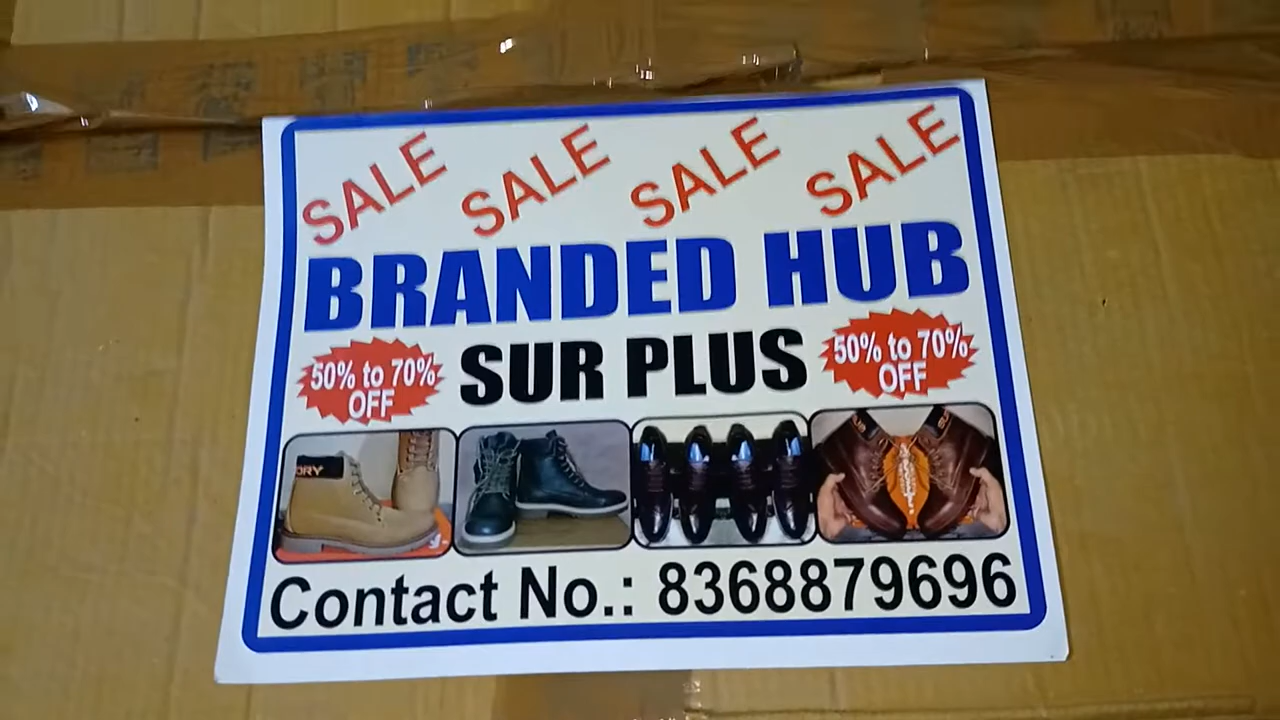 SALE SALE SALE SALE
BRANDED HUB
50% to 70%
OFF
SUR PLUS
50% to 70%
OFF
ORY
Contact No.: 8368879696